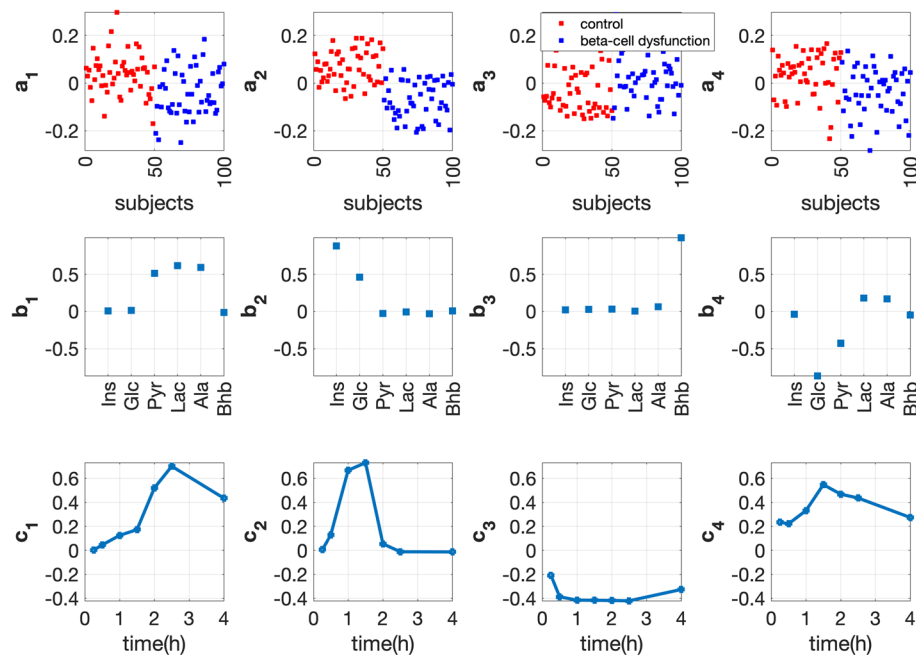 control
beta-cell dysfunction
a1
0.2
0
-0.2
0
50
100
subjects
a2
0.2
0
-0.2
0
50
100
subjects
a3
0.2
0
-0.2
0
50
100
subjects
a4
0.2
0
-0.2
0
50
100
subjects
b1
0.5
0
-0.5
Ins
Glc
Pyr
Lac
Ala
Bhb
b2
0.5
0
-0.5
Ins
Glc
Pyr
Lac
Ala
Bhb
b3
0.5
0
-0.5
Ins
Glc
Pyr
Lac
Ala
Bhb
b4
0.5
0
-0.5
Ins
Glc
Pyr
Lac
Ala
Bhb
c1
0.6
0.4
0.2
0
-0.2
-0.4
0 1 2 3 4
time(h)
c2
0.6
0.4
0.2
0
-0.2
-0.4
0 1 2 3 4
time(h)
c3
0.6
0.4
0.2
0
-0.2
-0.4
0 1 2 3 4
time(h)
c4
0.6
0.4
0.2
0
-0.2
-0.4
0 1 2 3 4
time(h)